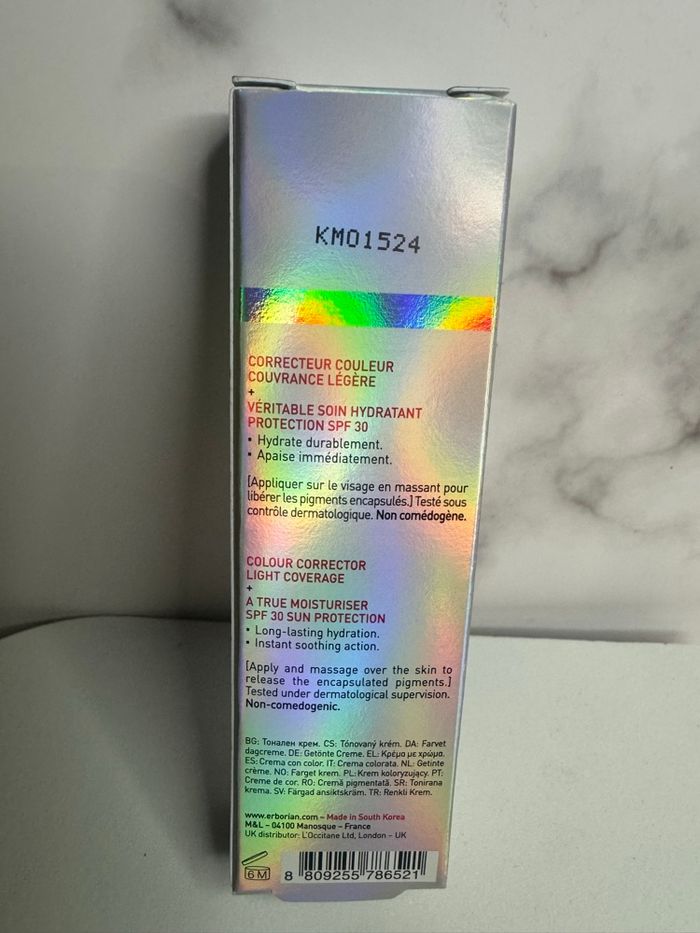 KM01524
CORRECTEUR COULEUR
COUVRANCE LÉGÈRE
+
VÉRITABLE SOIN HYDRATANT
PROTECTION SPF 30
• Hydrate durablement.
• Apaise immédiatement.
[Appliquer sur le visage en massant pour
libérer les pigments encapsulés.] Testé sous
contrôle dermatologique. Non comédogène.
COLOUR CORRECTOR
LIGHT COVERAGE
+
A TRUE MOISTURISER
SPF 30 SUN PROTECTION
• Long-lasting hydration.
• Instant soothing action.
[Apply and massage over the skin to
release the encapsulated pigments.]
Tested under dermatological supervision.
Non-comedogenic.
BG: Тонален крем. CS: Tónovaný krém. DA: Farvet
dagcreme. DE: Getönte Creme. EL: Κρέμα με χρώμα.
ES: Crema con color. IT: Crema colorata. NL: Getinte
crème. NO: Farget krem. PL: Krem koloryzujący. PT:
Creme de cor. RO: Cremă pigmentată. SR: Tonirana
krema. SV: Färgad ansiktskräm. TR: Renkli Krem.
www.erborian.com – Made in South Korea
M&L – 04100 Manosque – France
UK distributor: L'Occitane Ltd, London – UK
6 M
8 809255 786521